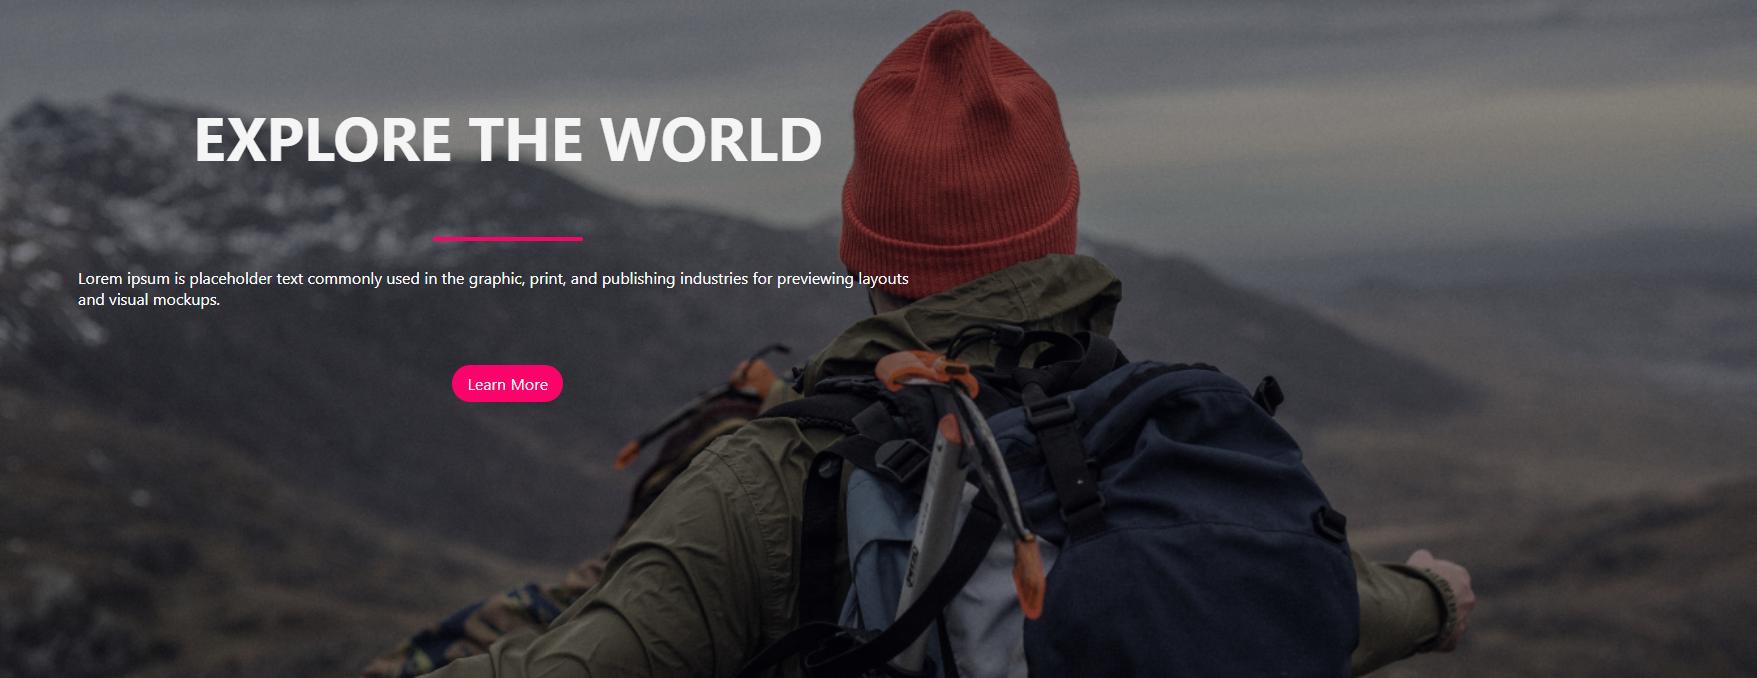 EXPLORE THE WORLD
Lorem ipsum is placeholder text commonly used in the graphic, print, and publishing industries for previewing layouts
and visual mockups.
Learn More